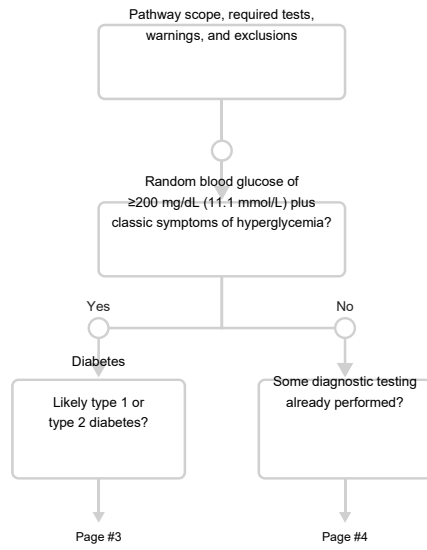 Pathway scope, required tests,
warnings, and exclusions
Random blood glucose of
≥200 mg/dL (11.1 mmol/L) plus
classic symptoms of hyperglycemia?
Yes
No
Diabetes
Likely type 1 or
type 2 diabetes?
Some diagnostic testing
already performed?
Page #3
Page #4